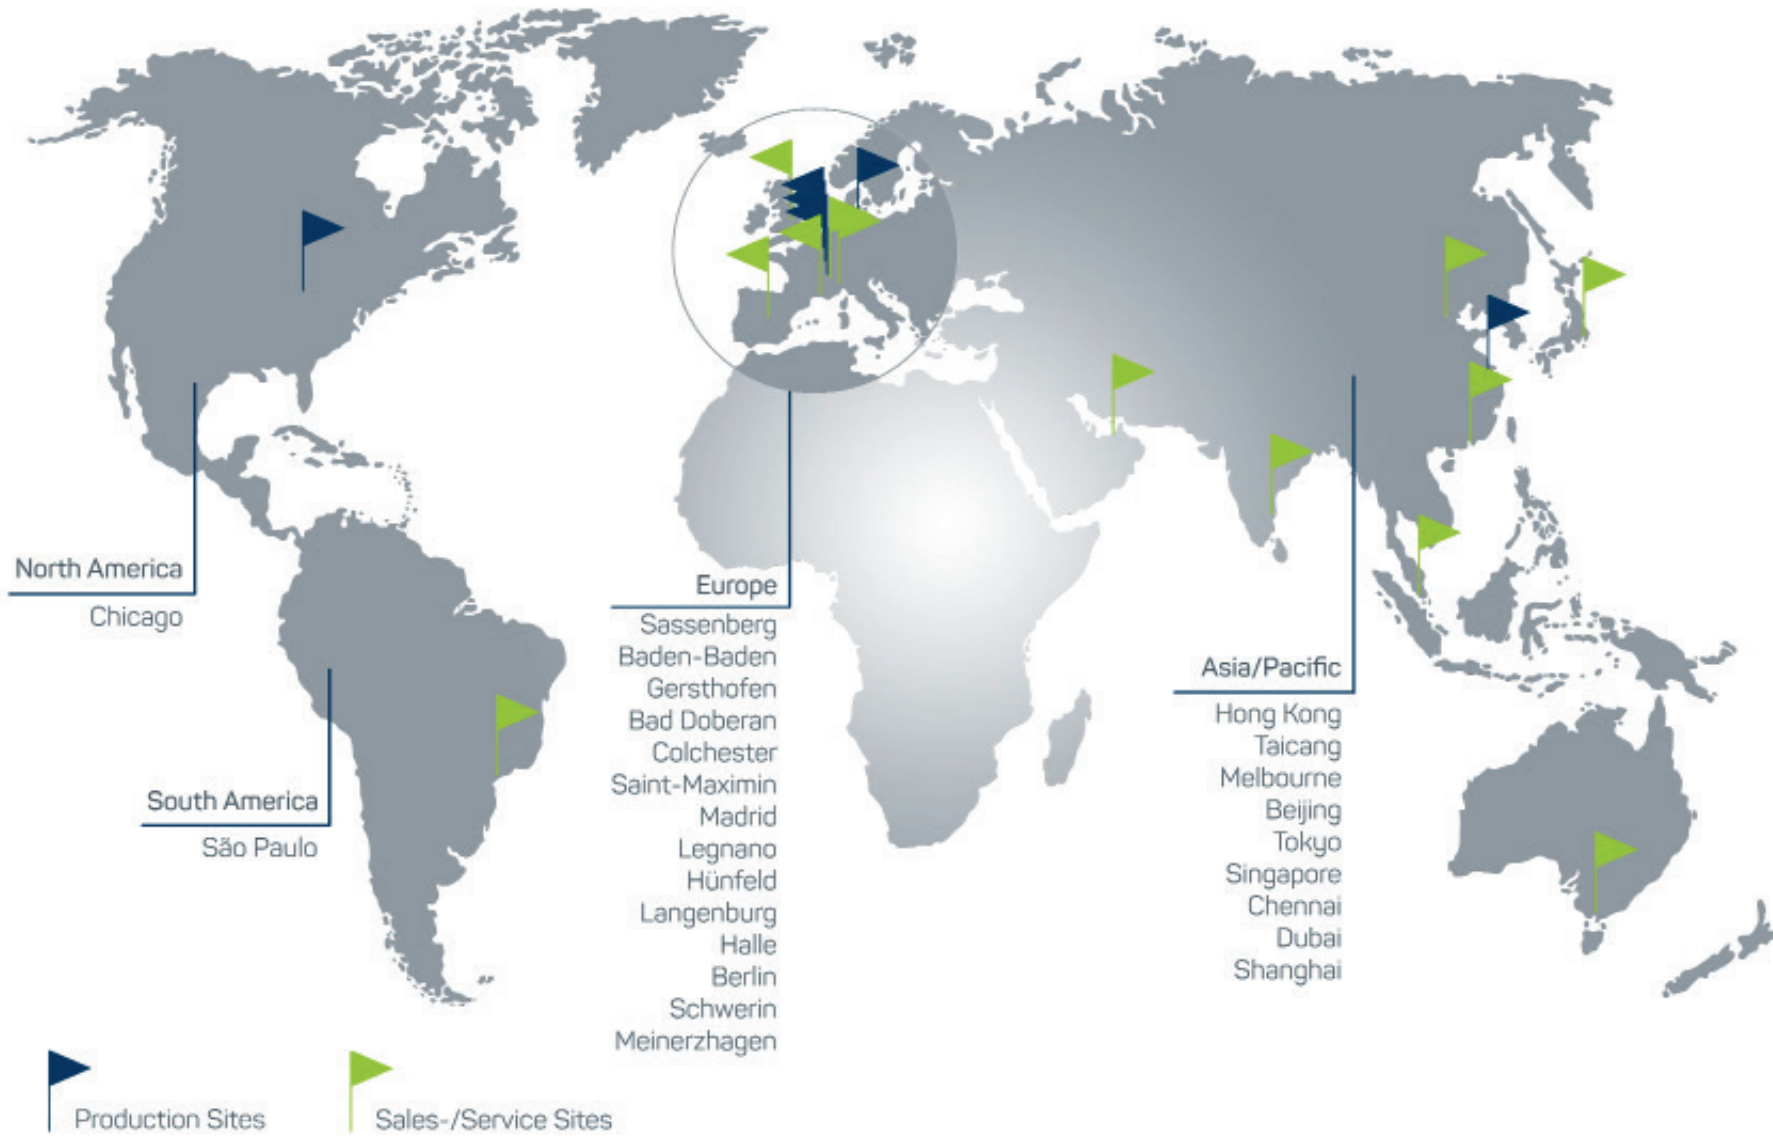 North America
Chicago
South America
São Paulo
Europe
Sassenberg
Baden-Baden
Gersthofen
Bad Doberan
Colchester
Saint-Maximin
Madrid
Legnano
Hünfeld
Langenburg
Halle
Berlin
Schwerin
Meinerzhagen
Asia/Pacific
Hong Kong
Taicang
Melbourne
Beijing
Tokyo
Singapore
Chennai
Dubai
Shanghai
Production Sites
Sales-/Service Sites